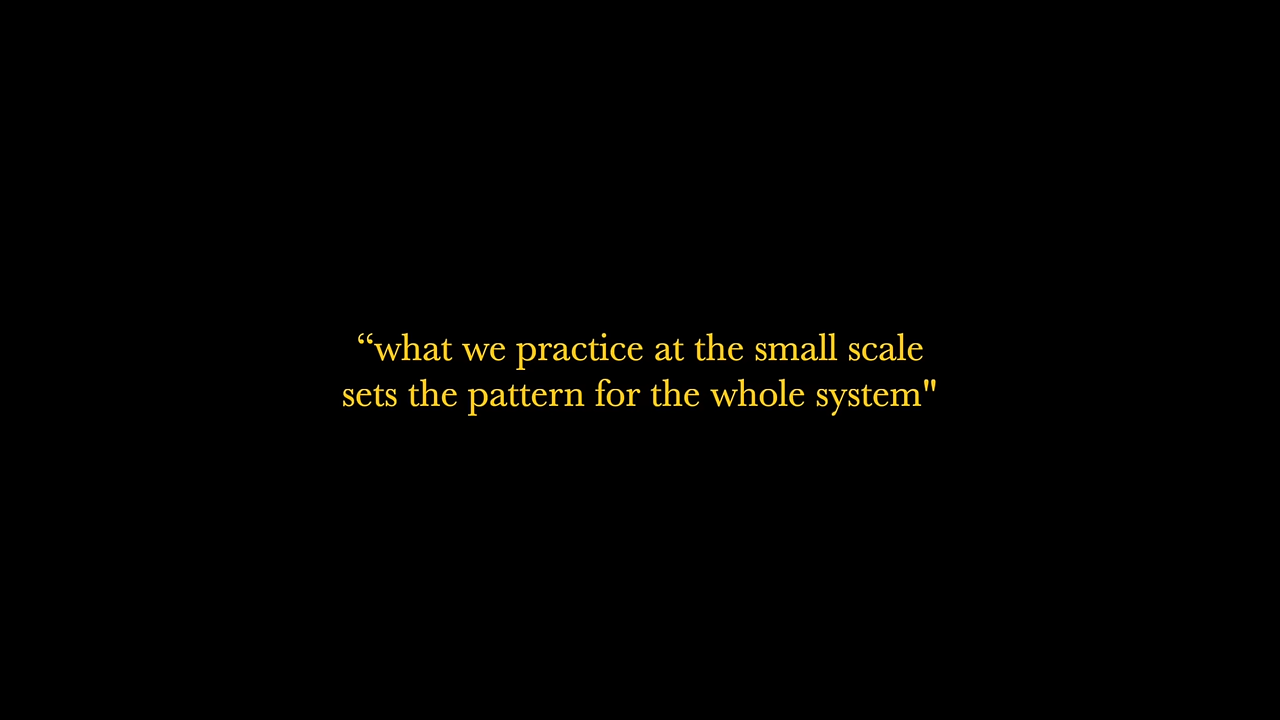 “what we practice at the small scale
sets the pattern for the whole system"